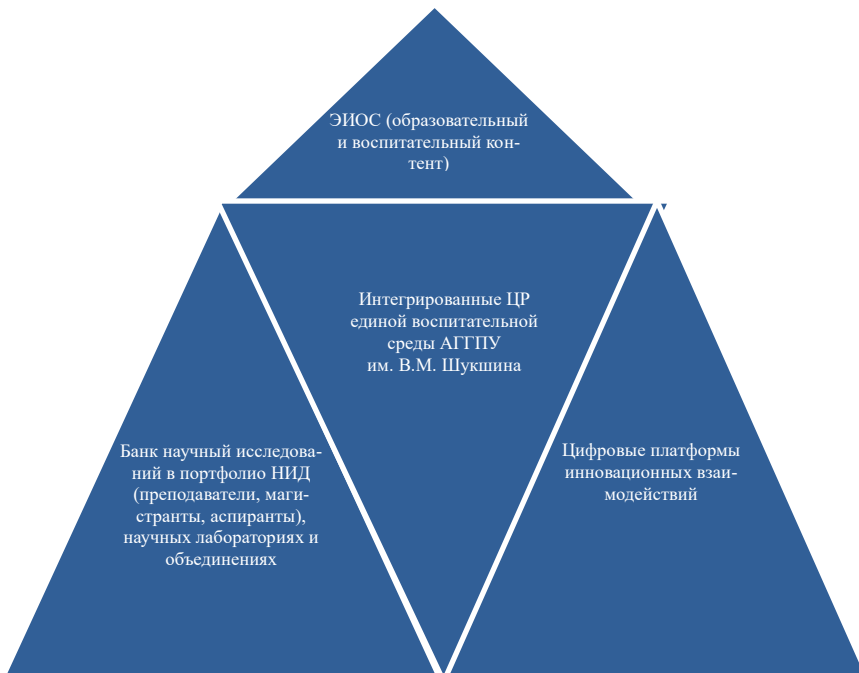 ЭИОС (образовательный
и воспитательный кон-
тент)
Интегрированные ЦР
единой воспитательной
среды АГГПУ
им. В.М. Шукшина
Банк научный исследова-
ний в портфолио НИД
(преподаватели, маги-
странты, аспиранты),
научных лабораториях и
объединениях
Цифровые платформы
инновационных взаи-
модействий